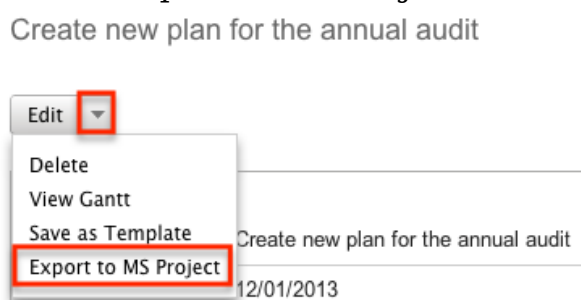 Create new plan for the annual audit
Edit
Delete
View Gantt
Save as Template
Create new plan for the annual audit
Export to MS Project
12/01/2013